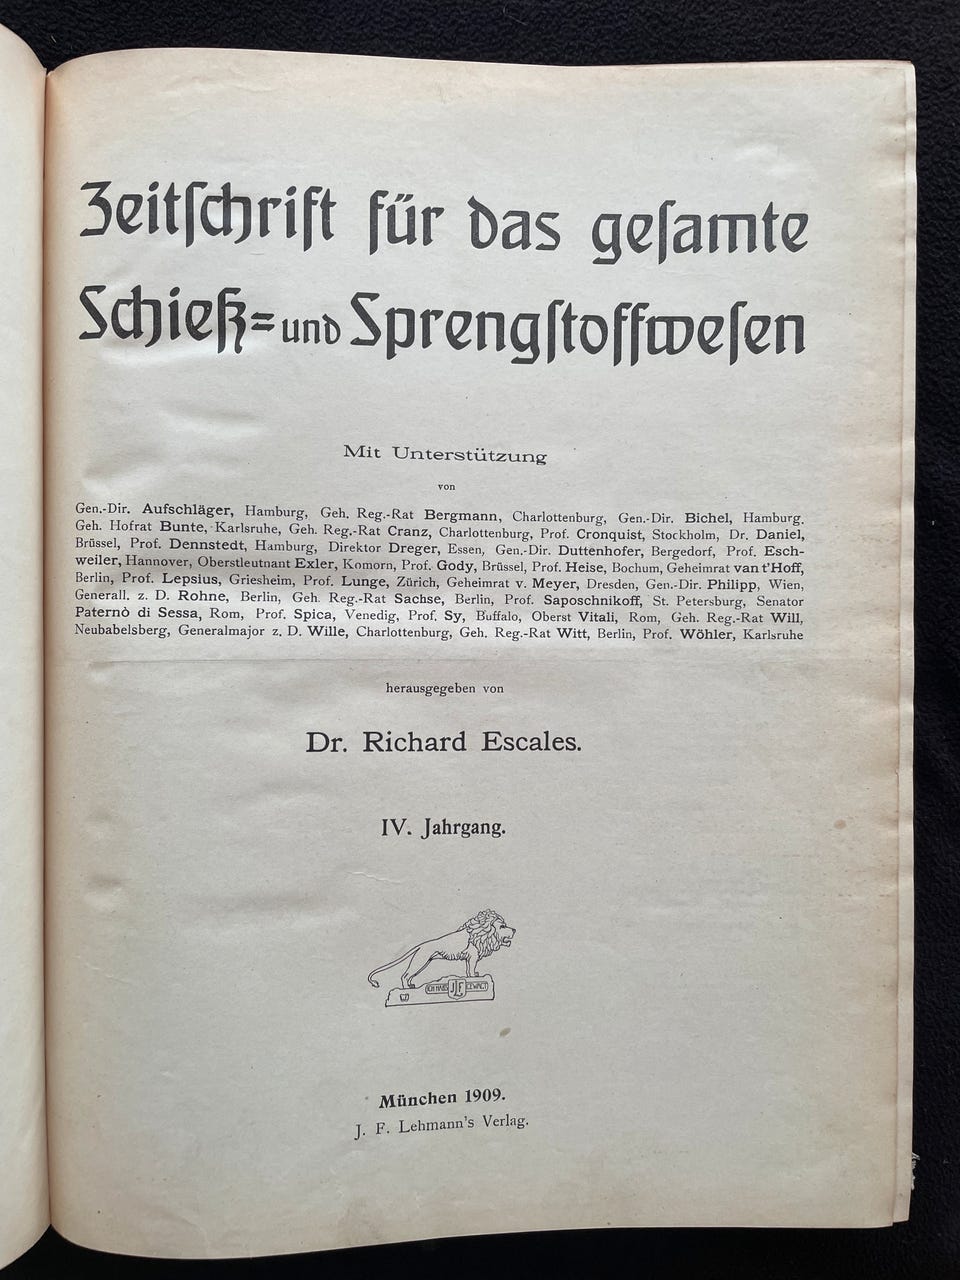 Zeitſchrift für das geſamte
Schieß= und Sprengſtoffweſen
Mit Unterstützung
von
Gen.-Dir. Aufschläger, Hamburg, Geh. Reg.-Rat Bergmann, Charlottenburg, Gen.-Dir. Bichel, Hamburg.
Geh. Hofrat Bunte, Karlsruhe, Geh. Reg.-Rat Cranz, Charlottenburg, Prof. Cronquist, Stockholm, Dr. Daniel,
Brüssel, Prof. Dennstedt, Hamburg, Direktor Dreger, Essen, Gen.-Dir. Duttenhofer, Bergedorf, Prof. Esch-
weiler, Hannover, Oberstleutnant Exler, Komorn, Prof. Gody, Brüssel, Prof. Heise, Bochum, Geheimrat van t'Hoff,
Berlin, Prof. Lepsius, Griesheim, Prof. Lunge, Zürich, Geheimrat v. Meyer, Dresden, Gen.-Dir. Philipp, Wien,
Generall. z. D. Rohne, Berlin, Geh. Reg.-Rat Sachse, Berlin, Prof. Saposchnikoff, St. Petersburg, Senator
Paternò di Sessa, Rom, Prof. Spica, Venedig, Prof. Sy, Buffalo, Oberst Vitali, Rom, Geh. Reg.-Rat Will,
Neubabelsberg, Generalmajor z. D. Wille, Charlottenburg, Geh. Reg.-Rat Witt, Berlin, Prof. Wöhler, Karlsruhe
herausgegeben von
Dr. Richard Escales.
IV. Jahrgang.
ICH HABS JFL GEWAGT
München 1909.
J. F. Lehmann's Verlag.